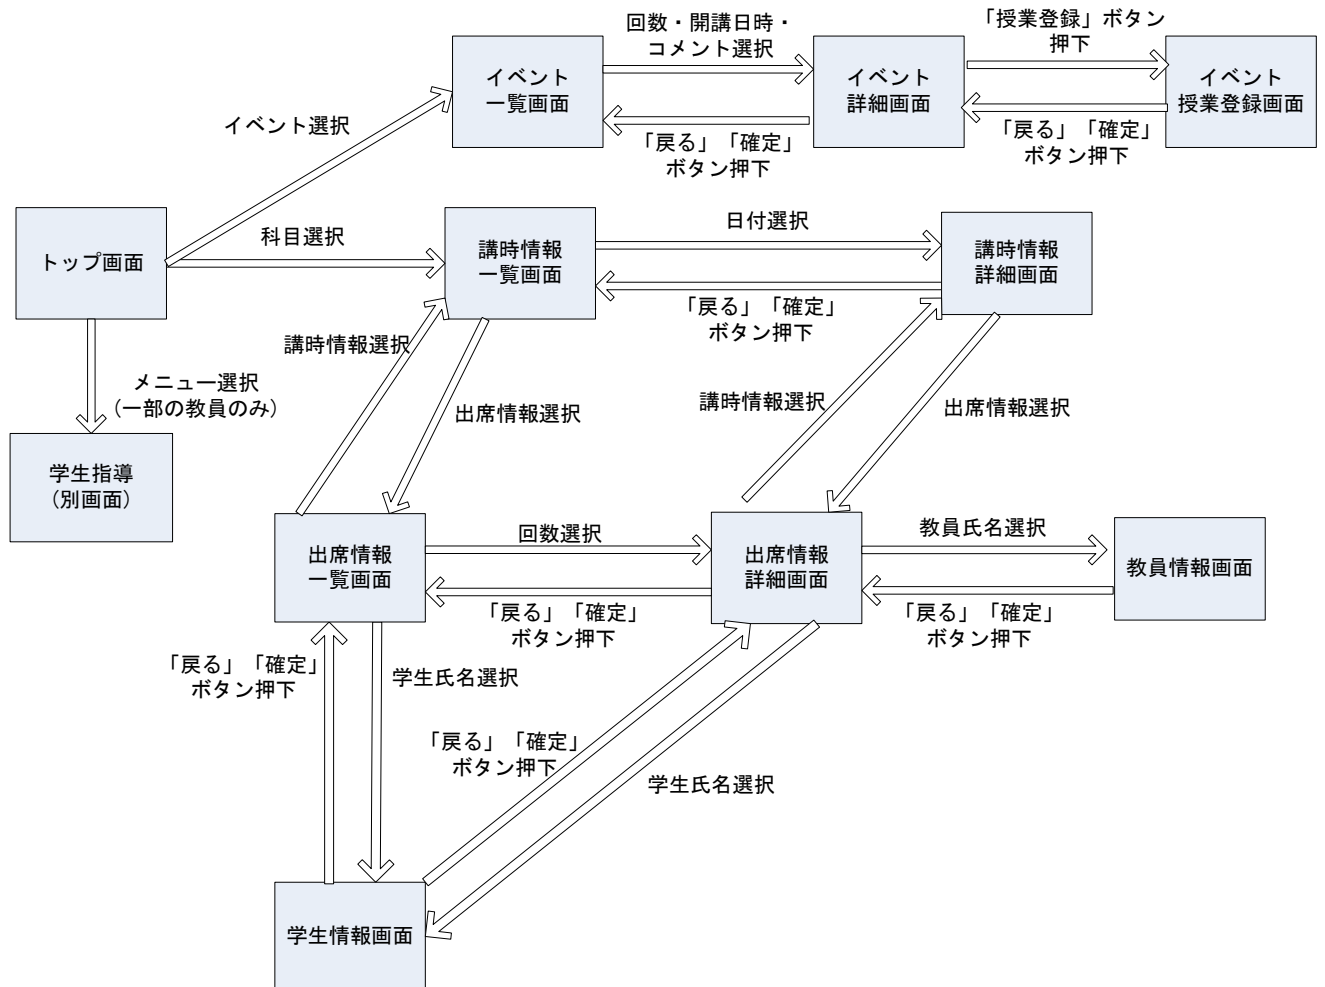 回数・開講日時・
コメント選択
「授業登録」ボタン
押下
イベント
一覧画面
イベント
詳細画面
イベント
授業登録画面
イベント選択
「戻る」「確定」
ボタン押下
「戻る」「確定」
ボタン押下
トップ画面
科目選択
講時情報
一覧画面
日付選択
講時情報
詳細画面
「戻る」「確定」
ボタン押下
講時情報選択
メニュー選択
（一部の教員のみ）
出席情報選択
講時情報選択
出席情報選択
学生指導
（別画面）
出席情報
一覧画面
回数選択
出席情報
詳細画面
教員氏名選択
教員情報画面
「戻る」「確定」
ボタン押下
「戻る」「確定」
ボタン押下
「戻る」「確定」
ボタン押下
学生氏名選択
「戻る」「確定」
ボタン押下
学生氏名選択
学生情報画面